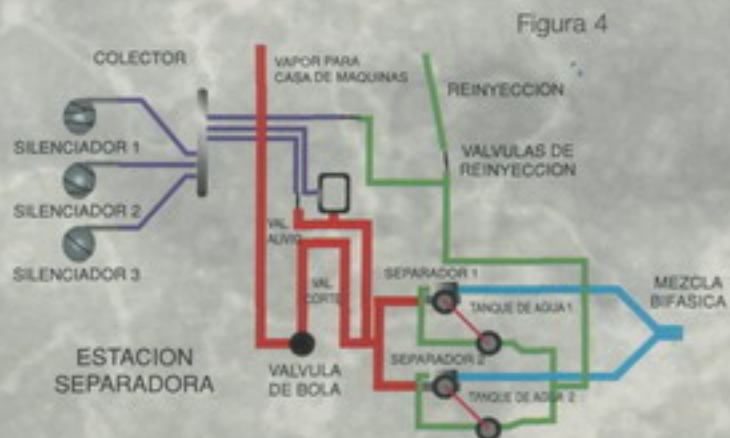 Figura 4
COLECTOR
VAPOR PARA
CASA DE MAQUINAS
REINYECCION
SILENCIADOR 1
VALVULAS DE
REINYECCION
SILENCIADOR 2
VAL
ALIVIO
SILENCIADOR 3
SEPARADOR 1
MEZCLA
BIFASICA
VAL
CORTE
TANQUE DE AGUA 1
ESTACION
SEPARADORA
VALVULA
DE BOLA
SEPARADOR 2
TANQUE DE AGUA 2